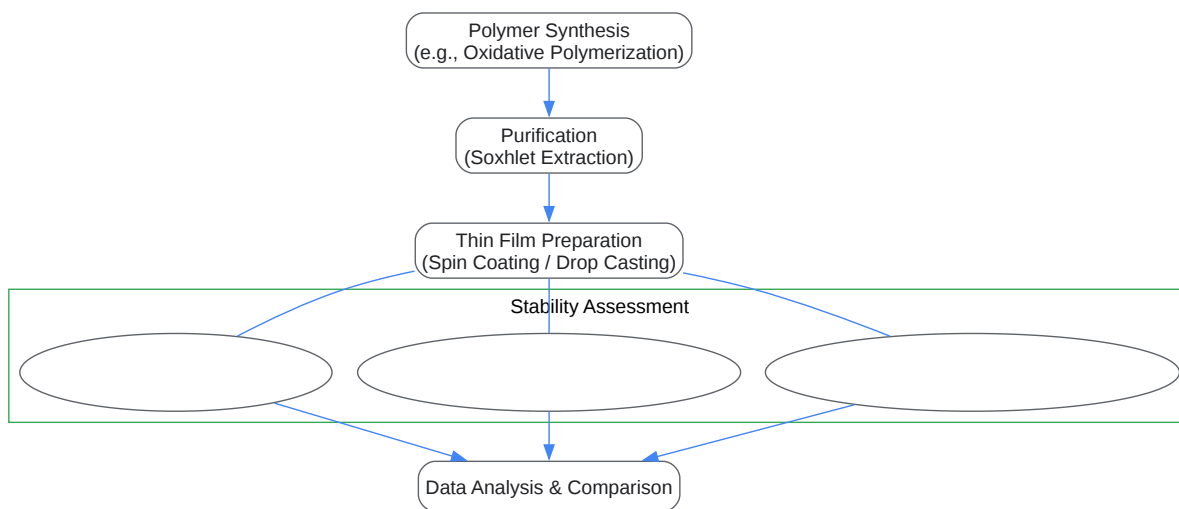 Polymer Synthesis
(e.g., Oxidative Polymerization)
Purification
(Soxhlet Extraction)
Thin Film Preparation
(Spin Coating / Drop Casting)
Stability Assessment
Data Analysis & Comparison